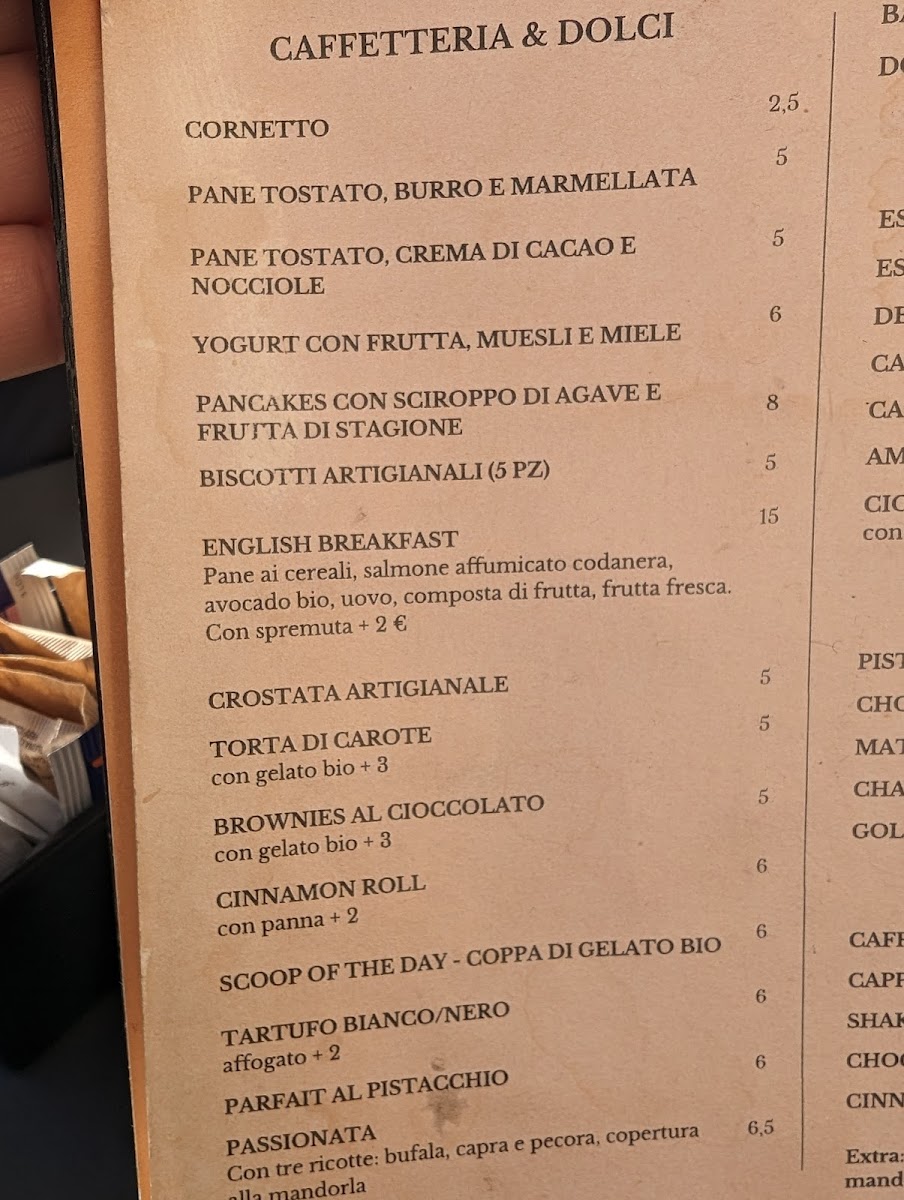 CAFFETTERIA & DOLCI
CORNETTO 2,5
PANE TOSTATO, BURRO E MARMELLATA 5
PANE TOSTATO, CREMA DI CACAO E 5
NOCCIOLE
YOGURT CON FRUTTA, MUESLI E MIELE 6
PANCAKES CON SCIROPPO DI AGAVE E 8
FRUTTA DI STAGIONE
BISCOTTI ARTIGIANALI (5 PZ) 5
ENGLISH BREAKFAST 15
Pane ai cereali, salmone affumicato codanera,
avocado bio, uovo, composta di frutta, frutta fresca.
Con spremuta + 2 €
CROSTATA ARTIGIANALE 5
TORTA DI CAROTE 5
con gelato bio + 3
BROWNIES AL CIOCCOLATO 5
con gelato bio + 3
CINNAMON ROLL 6
con panna + 2
SCOOP OF THE DAY - COPPA DI GELATO BIO 6
TARTUFO BIANCO/NERO 6
affogato + 2
PARFAIT AL PISTACCHIO 6
PASSIONATA 6,5
Con tre ricotte: bufala, capra e pecora, copertura
alla mandorla
con
Extra: